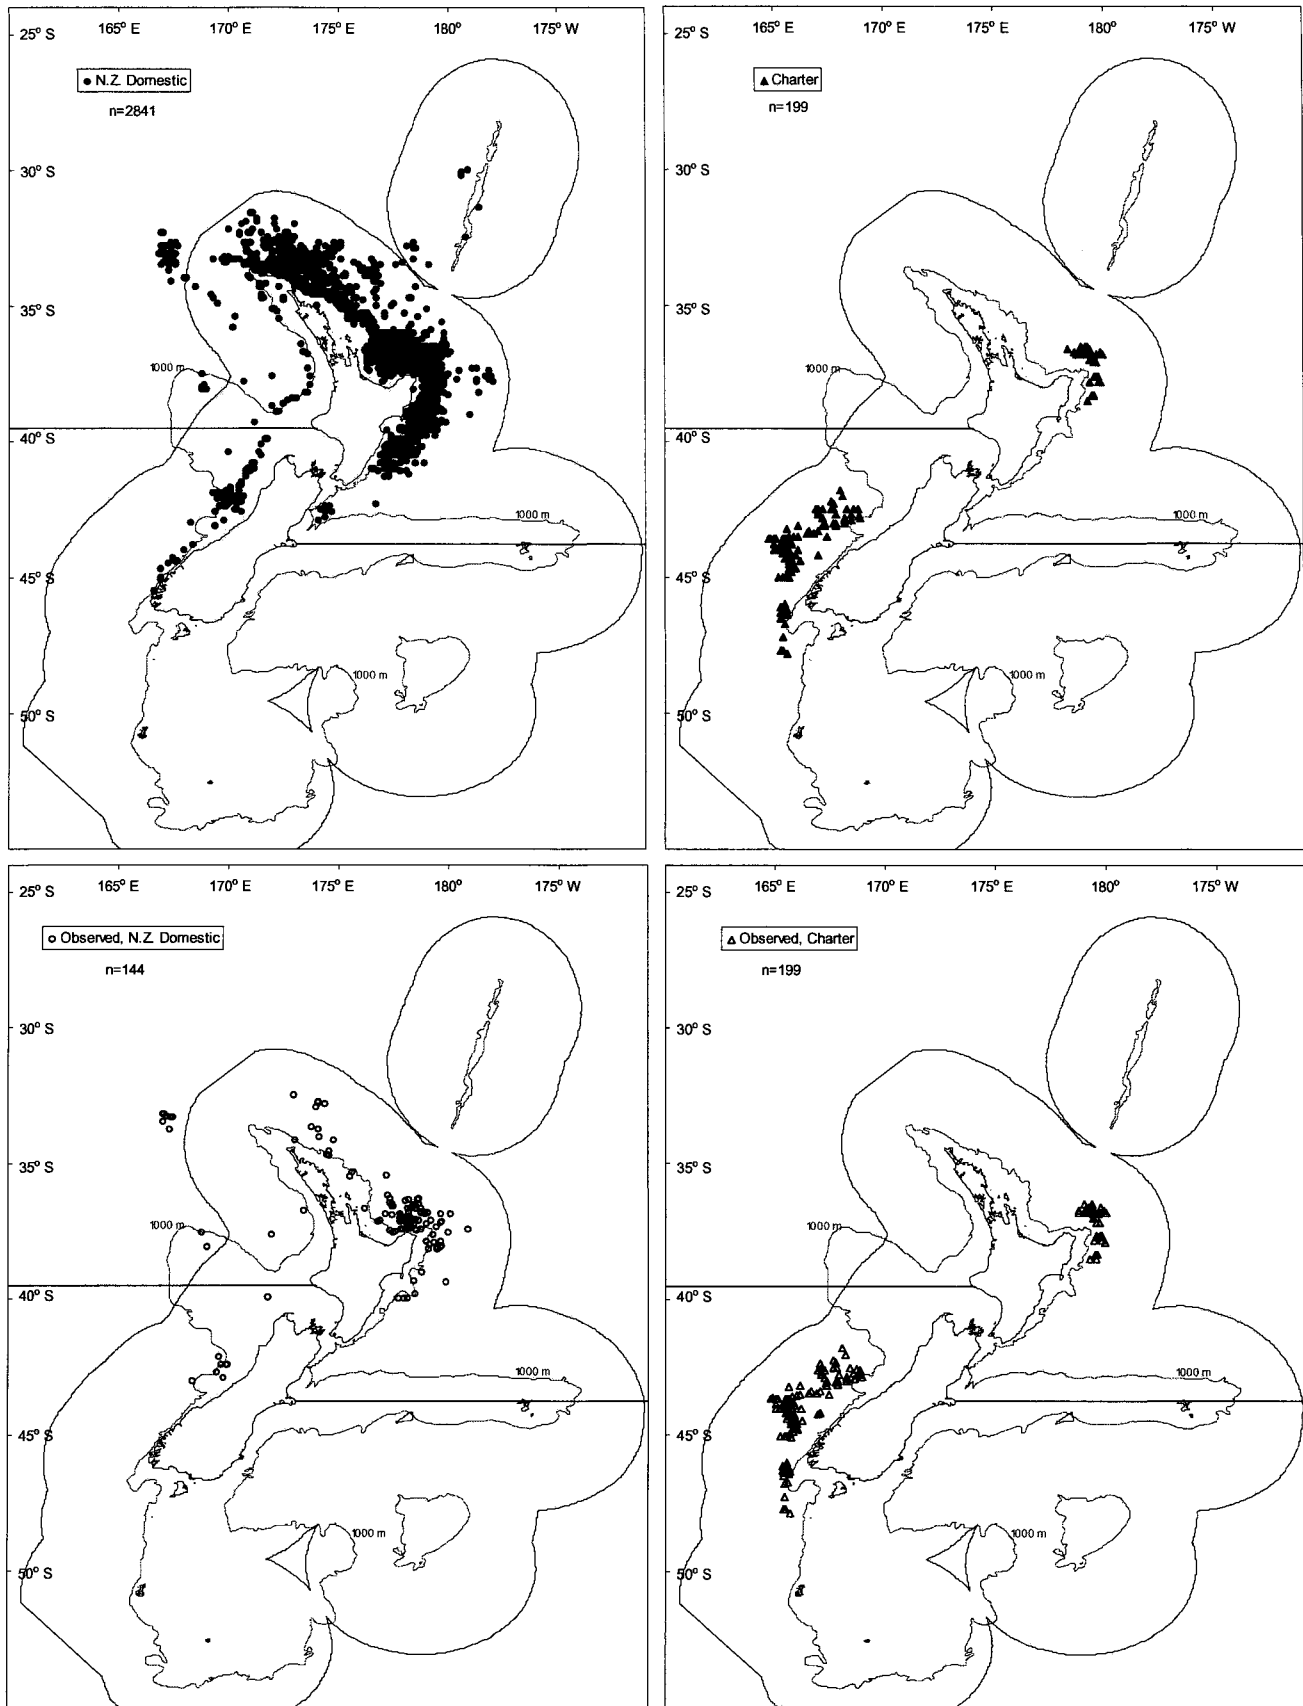 165° E 170° E 175° E 180° 175° W
25° S
● N.Z. Domestic
n=2841
30° S
35° S
1000 m
40° S
1000 m
45° S
1000 m
50° S
165° E 170° E 175° E 180° 175° W
25° S
▲ Charter
n=199
30° S
35° S
1000 m
40° S
1000 m
45° S
1000 m
50° S
165° E 170° E 175° E 180° 175° W
25° S
○ Observed, N.Z. Domestic
n=144
30° S
35° S
1000 m
40° S
1000 m
45° S
1000 m
50° S
165° E 170° E 175° E 180° 175° W
25° S
△ Observed, Charter
n=199
30° S
35° S
1000 m
40° S
1000 m
45° S
1000 m
50° S